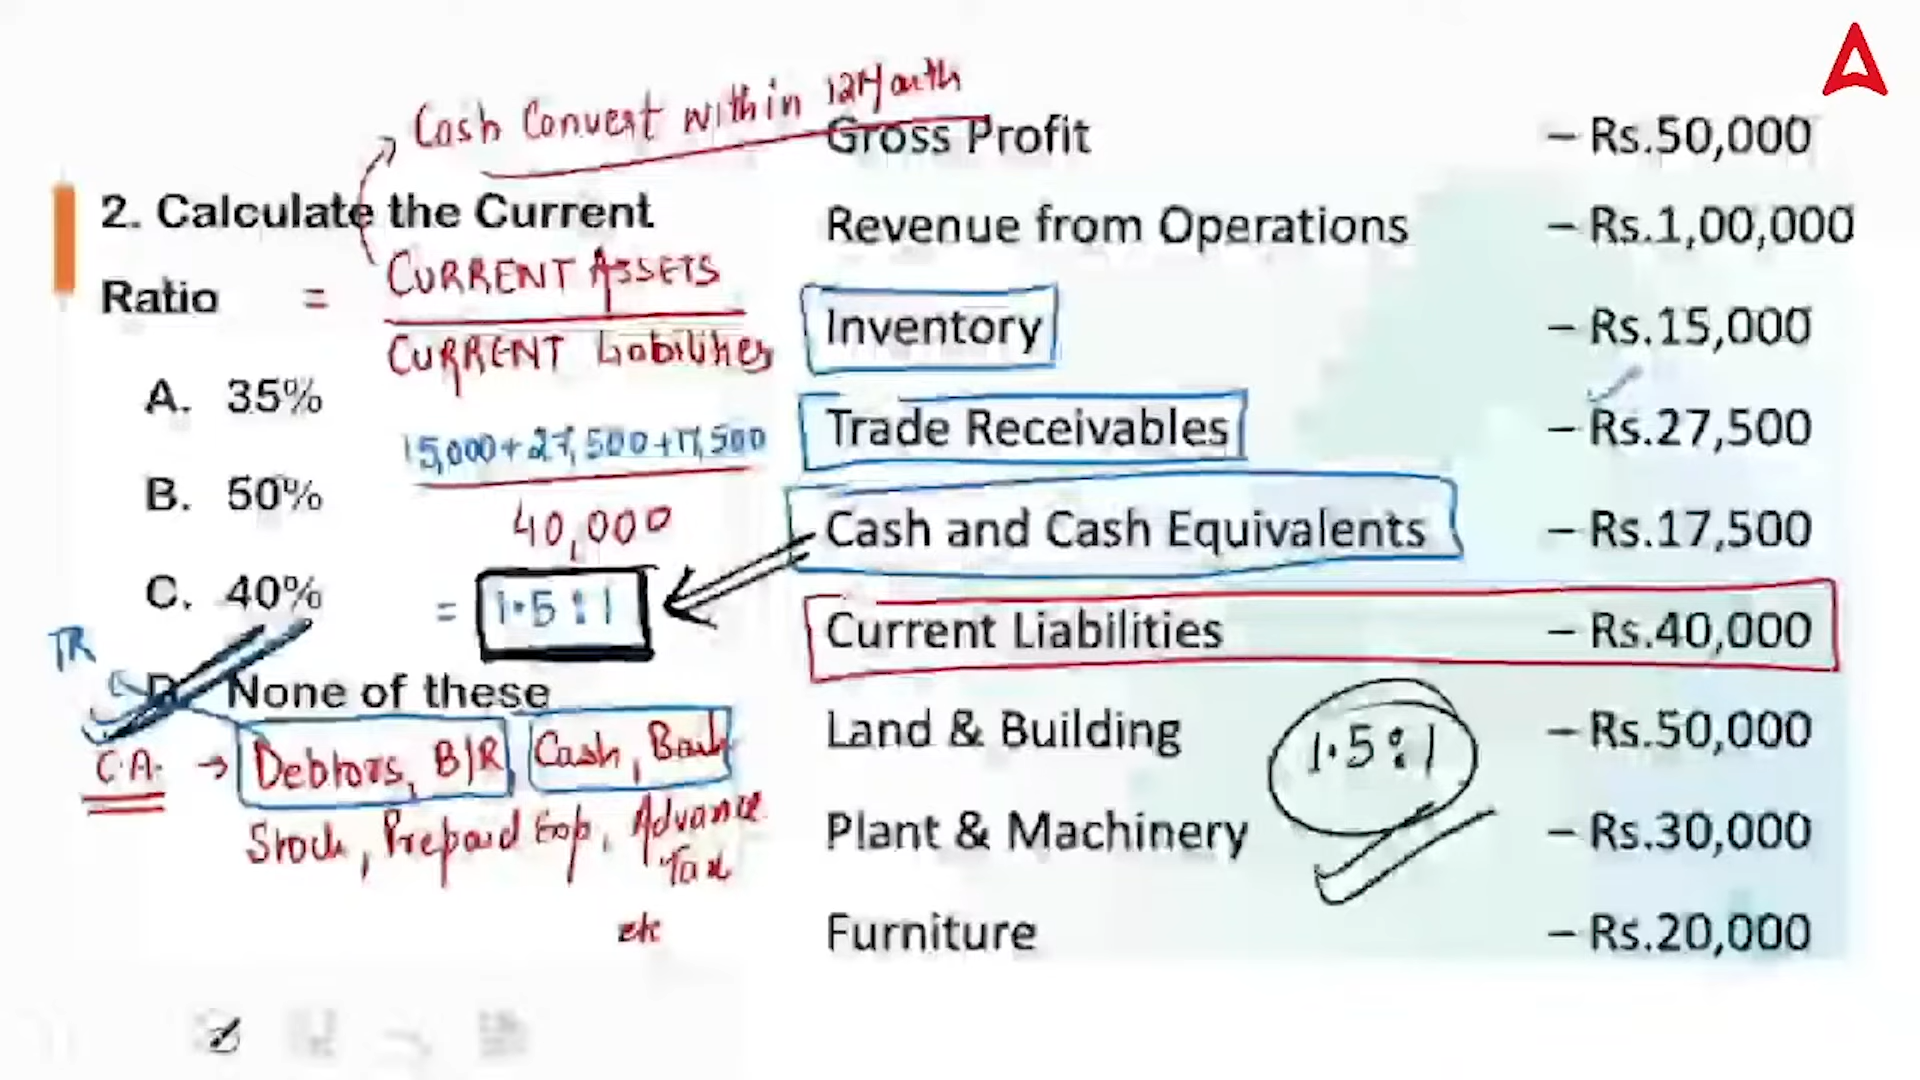 Cash Convert within 12Month
2. Calculate the Current
Ratio = CURRENT ASSETS
CURRENT Liabilities
A. 35%
15,000+27,500+17,500
B. 50%
40,000
C. 40%
= 1.5:1
TR
D. None of these
C.A. → Debtors, B/R Cash, Bank
Stock, Prepaid Exp, Advance
Tax
etc
Gross Profit – Rs.50,000
Revenue from Operations – Rs.1,00,000
Inventory – Rs.15,000
Trade Receivables – Rs.27,500
Cash and Cash Equivalents – Rs.17,500
Current Liabilities – Rs.40,000
Land & Building – Rs.50,000
1.5:1
Plant & Machinery – Rs.30,000
Furniture – Rs.20,000